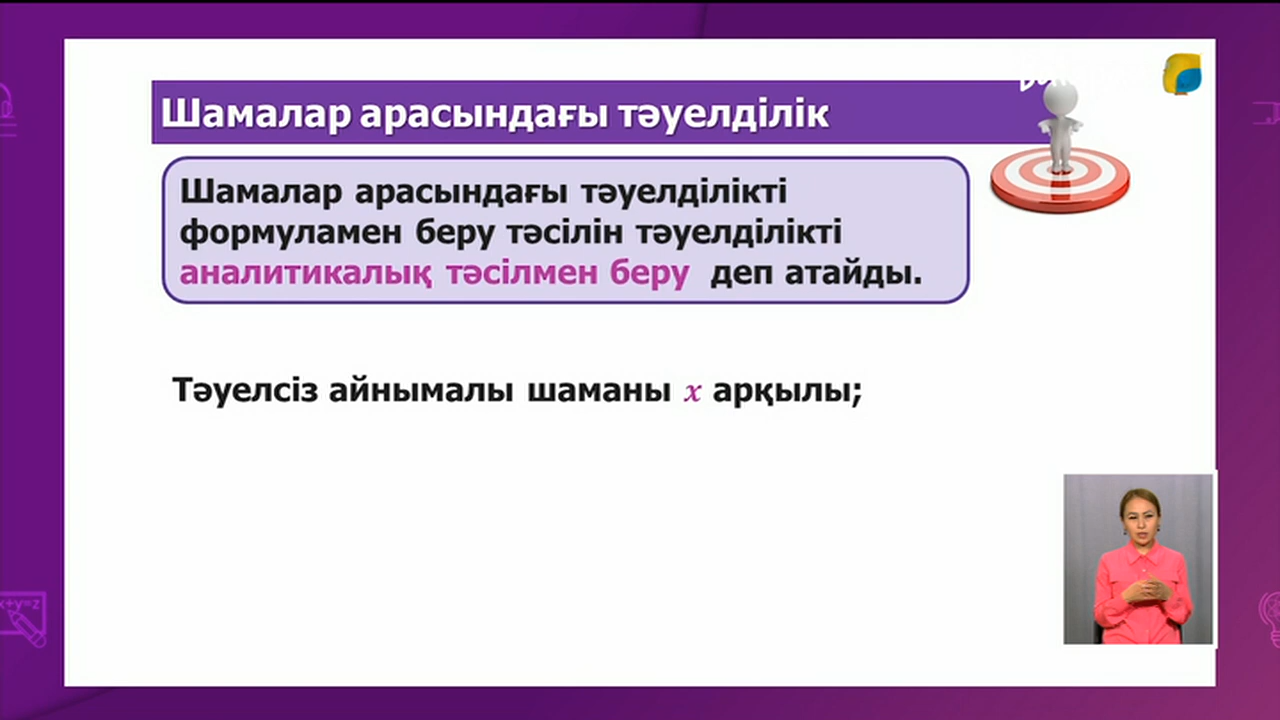 Шамалар арасындағы тәуелділік
Шамалар арасындағы тәуелділікті
формуламен беру тәсілін тәуелділікті
аналитикалық тәсілмен беру деп атайды.
Тәуелсіз айнымалы шаманы x арқылы;
x+y=z